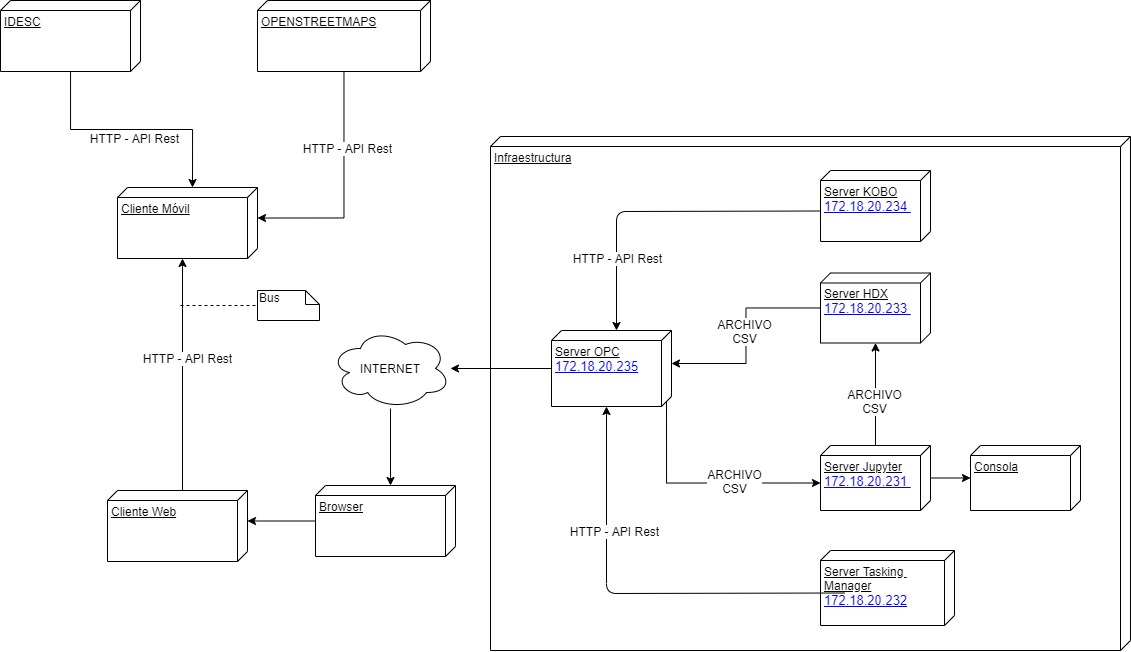 IDESC
OPENSTREETMAPS
HTTP - API Rest
HTTP - API Rest
Cliente Móvil
Bus
HTTP - API Rest
INTERNET
Cliente Web
Browser
Infraestructura
Server KOBO
172.18.20.234
HTTP - API Rest
Server HDX
172.18.20.233
ARCHIVO
CSV
Server OPC
172.18.20.235
ARCHIVO
CSV
ARCHIVO
CSV
Server Jupyter
172.18.20.231
Consola
HTTP - API Rest
Server Tasking
Manager
172.18.20.232